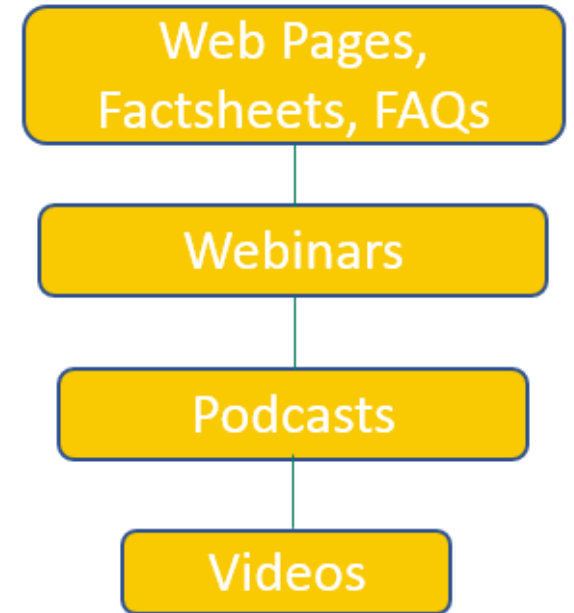 Web Pages,
Factsheets, FAQs
Webinars
Podcasts
Videos